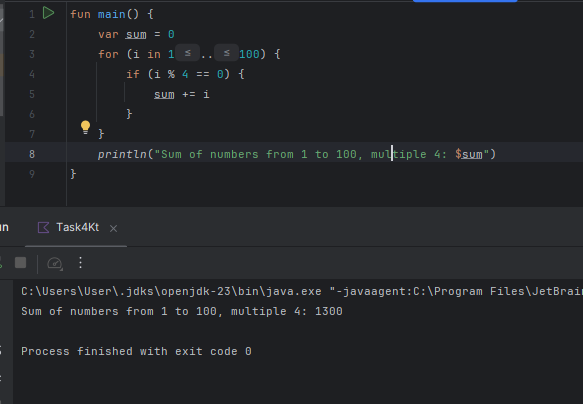 1 fun main() {
2 var sum = 0
3 for (i in 1 ≤ .. ≤ 100) {
4 if (i % 4 == 0) {
5 sum += i
6 }
7 }
8 println("Sum of numbers from 1 to 100, multiple 4: $sum")
9 }
un Task4Kt ×
C:\Users\User\.jdks\openjdk-23\bin\java.exe "-javaagent:C:\Program Files\JetBrain
Sum of numbers from 1 to 100, multiple 4: 1300
Process finished with exit code 0